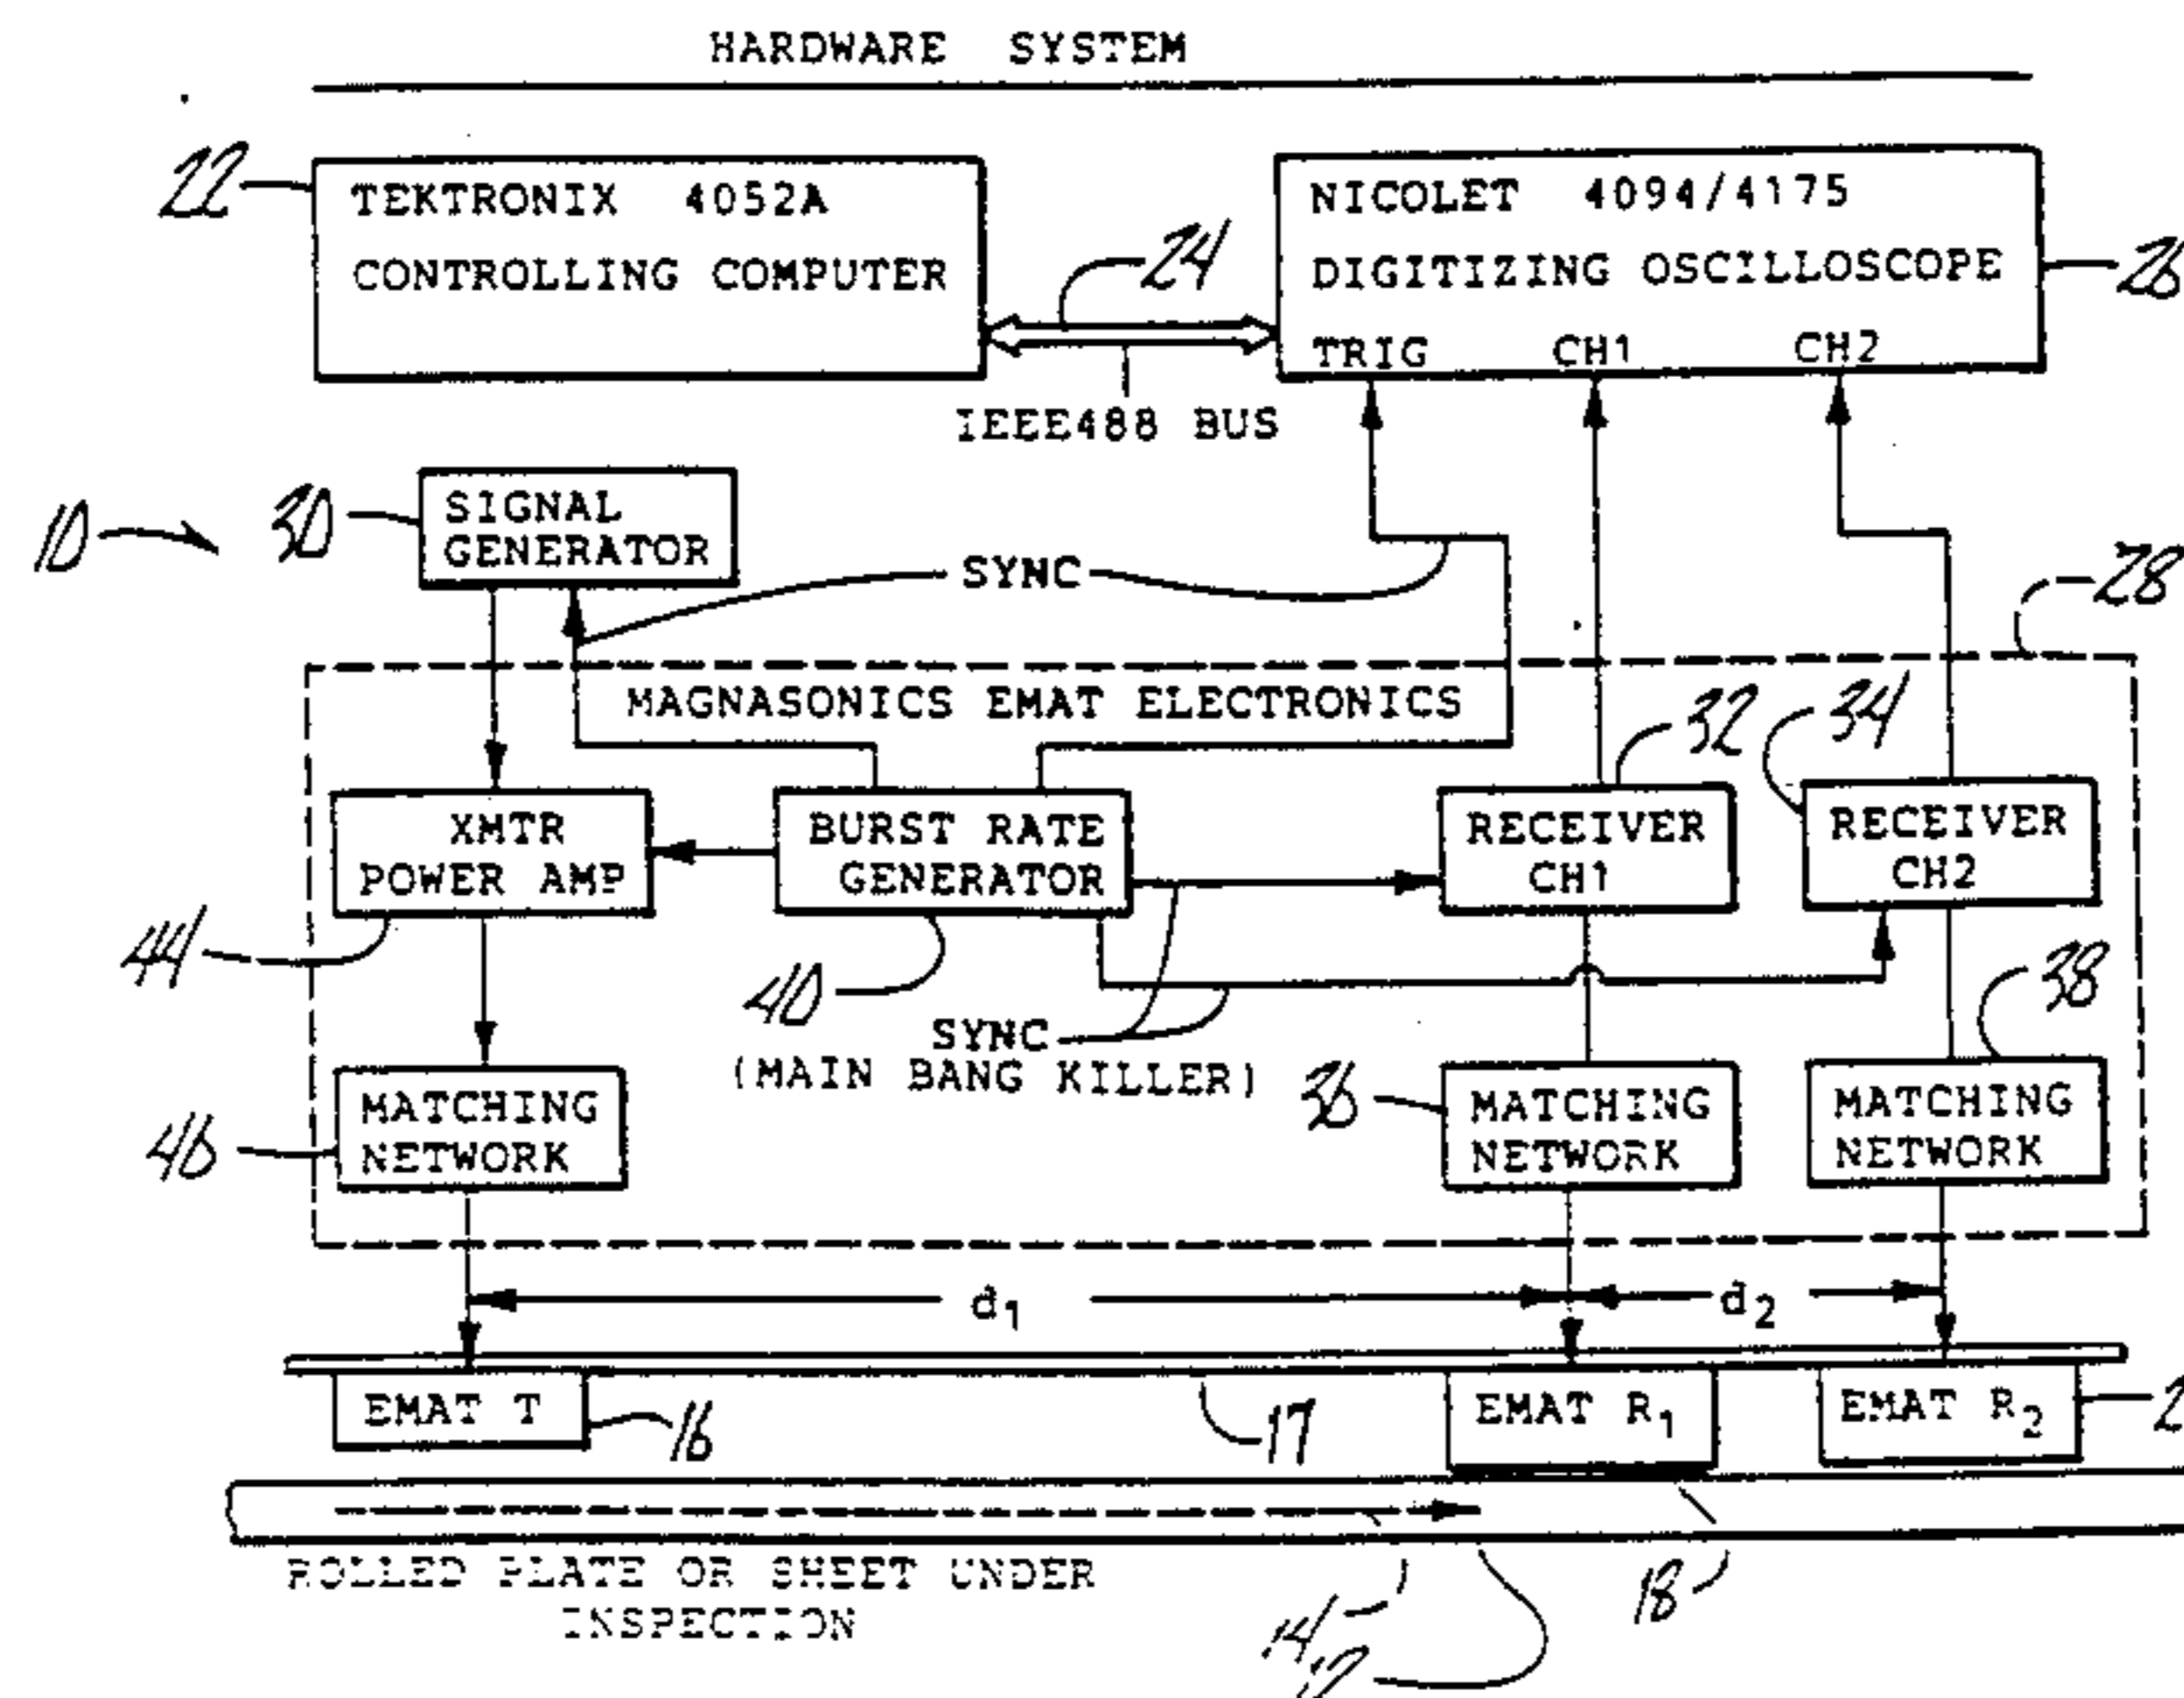 HARDWARE SYSTEM
22
TEKTRONIX 4052A
CONTROLLING COMPUTER
24
IEEE488 BUS
NICOLET 4094/4175
DIGITIZING OSCILLOSCOPE
TRIG CH1 CH2
26
10
30
SIGNAL
GENERATOR
SYNC
28
MAGNASONICS EMAT ELECTRONICS
32
34
XMTR
POWER AMP
BURST RATE
GENERATOR
RECEIVER
CH1
RECEIVER
CH2
44
40
38
SYNC
(MAIN BANG KILLER)
46
MATCHING
NETWORK
36
MATCHING
NETWORK
MATCHING
NETWORK
d1
d2
EMAT T
16
17
EMAT R1
EMAT R2
ROLLED PLATE OR SHEET UNDER
INSPECTION
14
12
18